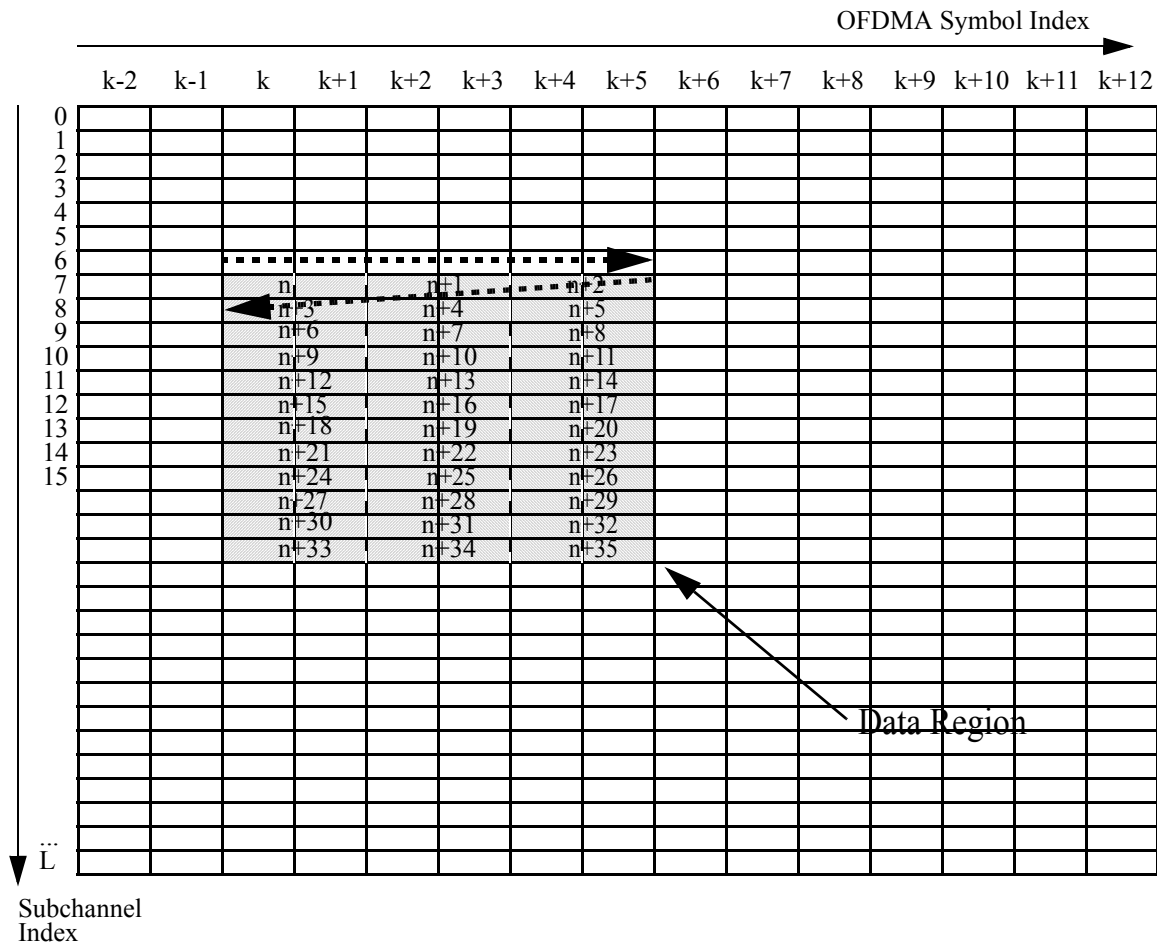 OFDMA Symbol Index
k-2 k-1 k k+1 k+2 k+3 k+4 k+5 k+6 k+7 k+8 k+9 k+10 k+11 k+12
0
1
2
3
4
5
6
7 n n+1 n+2
8 n+3 n+4 n+5
9 n+6 n+7 n+8
10 n+9 n+10 n+11
11 n+12 n+13 n+14
12 n+15 n+16 n+17
13 n+18 n+19 n+20
14 n+21 n+22 n+23
15 n+24 n+25 n+26
n+27 n+28 n+29
n+30 n+31 n+32
n+33 n+34 n+35
Data Region
...
L
Subchannel
Index